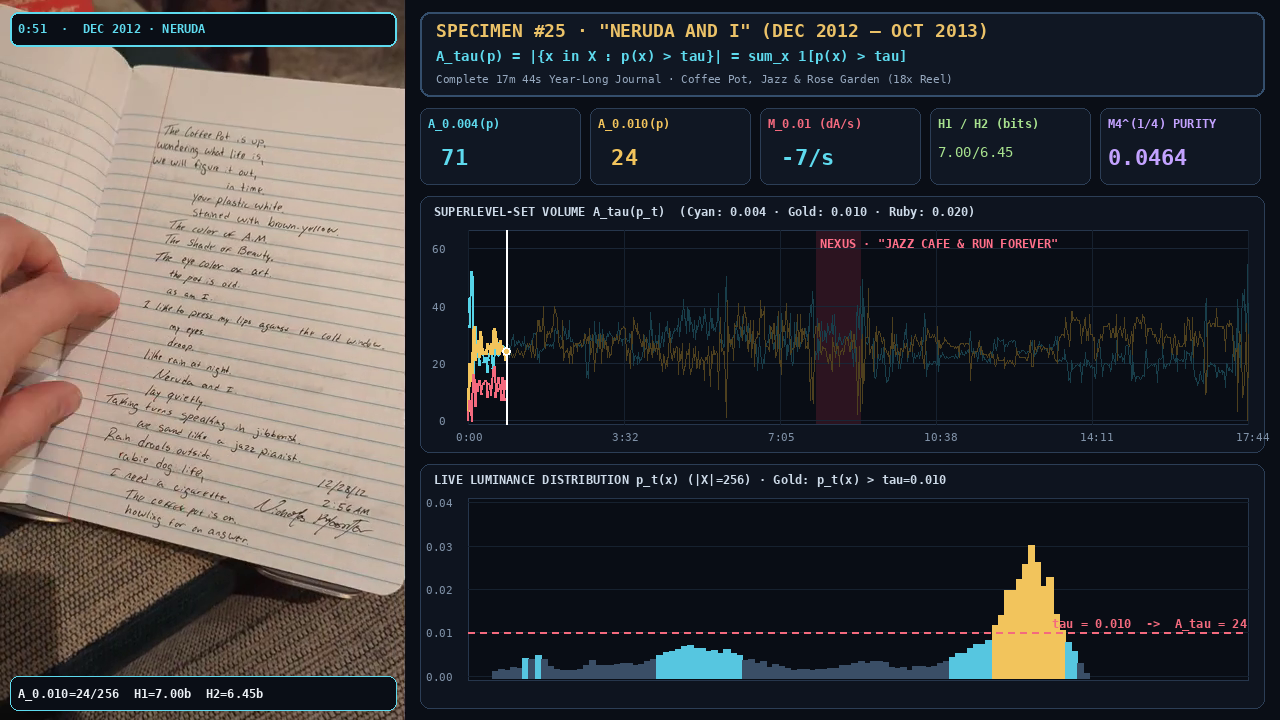 0:51 · DEC 2012 · NERUDA
The Coffee Pot is up,
wondering what life is,
we will figure it out,
in time.
your plastic white.
stained with brown-yellow.
The color of A.M.
The shade of Beauty.
The eye color of art.
the pot is old.
as am I.
I like to press my lips against the cold window.
my eyes
droop.
like rain at night.
Neruda and I.
lay quietly.
Taking turns speaking in jibberish.
we sound like a jazz pianist.
Rain drools outside.
rabie dog life,
I need a cigarette.
The coffee pot is on.
howling for an answer.
12/28/12
2:56 AM
A_0.010=24/256 H1=7.00b H2=6.45b
SPECIMEN #25 · "NERUDA AND I" (DEC 2012 — OCT 2013)
A_tau(p) = |{x in X : p(x) > tau}| = sum_x 1[p(x) > tau]
Complete 17m 44s Year-Long Journal · Coffee Pot, Jazz & Rose Garden (18x Reel)
A_0.004(p)
71
A_0.010(p)
24
M_0.01 (dA/s)
-7/s
H1 / H2 (bits)
7.00/6.45
M4^(1/4) PURITY
0.0464
SUPERLEVEL-SET VOLUME A_tau(p_t) (Cyan: 0.004 · Gold: 0.010 · Ruby: 0.020)
NEXUS · "JAZZ CAFE & RUN FOREVER"
60
40
20
0
0:00 3:32 7:05 10:38 14:11 17:44
LIVE LUMINANCE DISTRIBUTION p_t(x) (|X|=256) · Gold: p_t(x) > tau=0.010
0.04
0.03
0.02
0.01
0.00
tau = 0.010 -> A_tau = 24